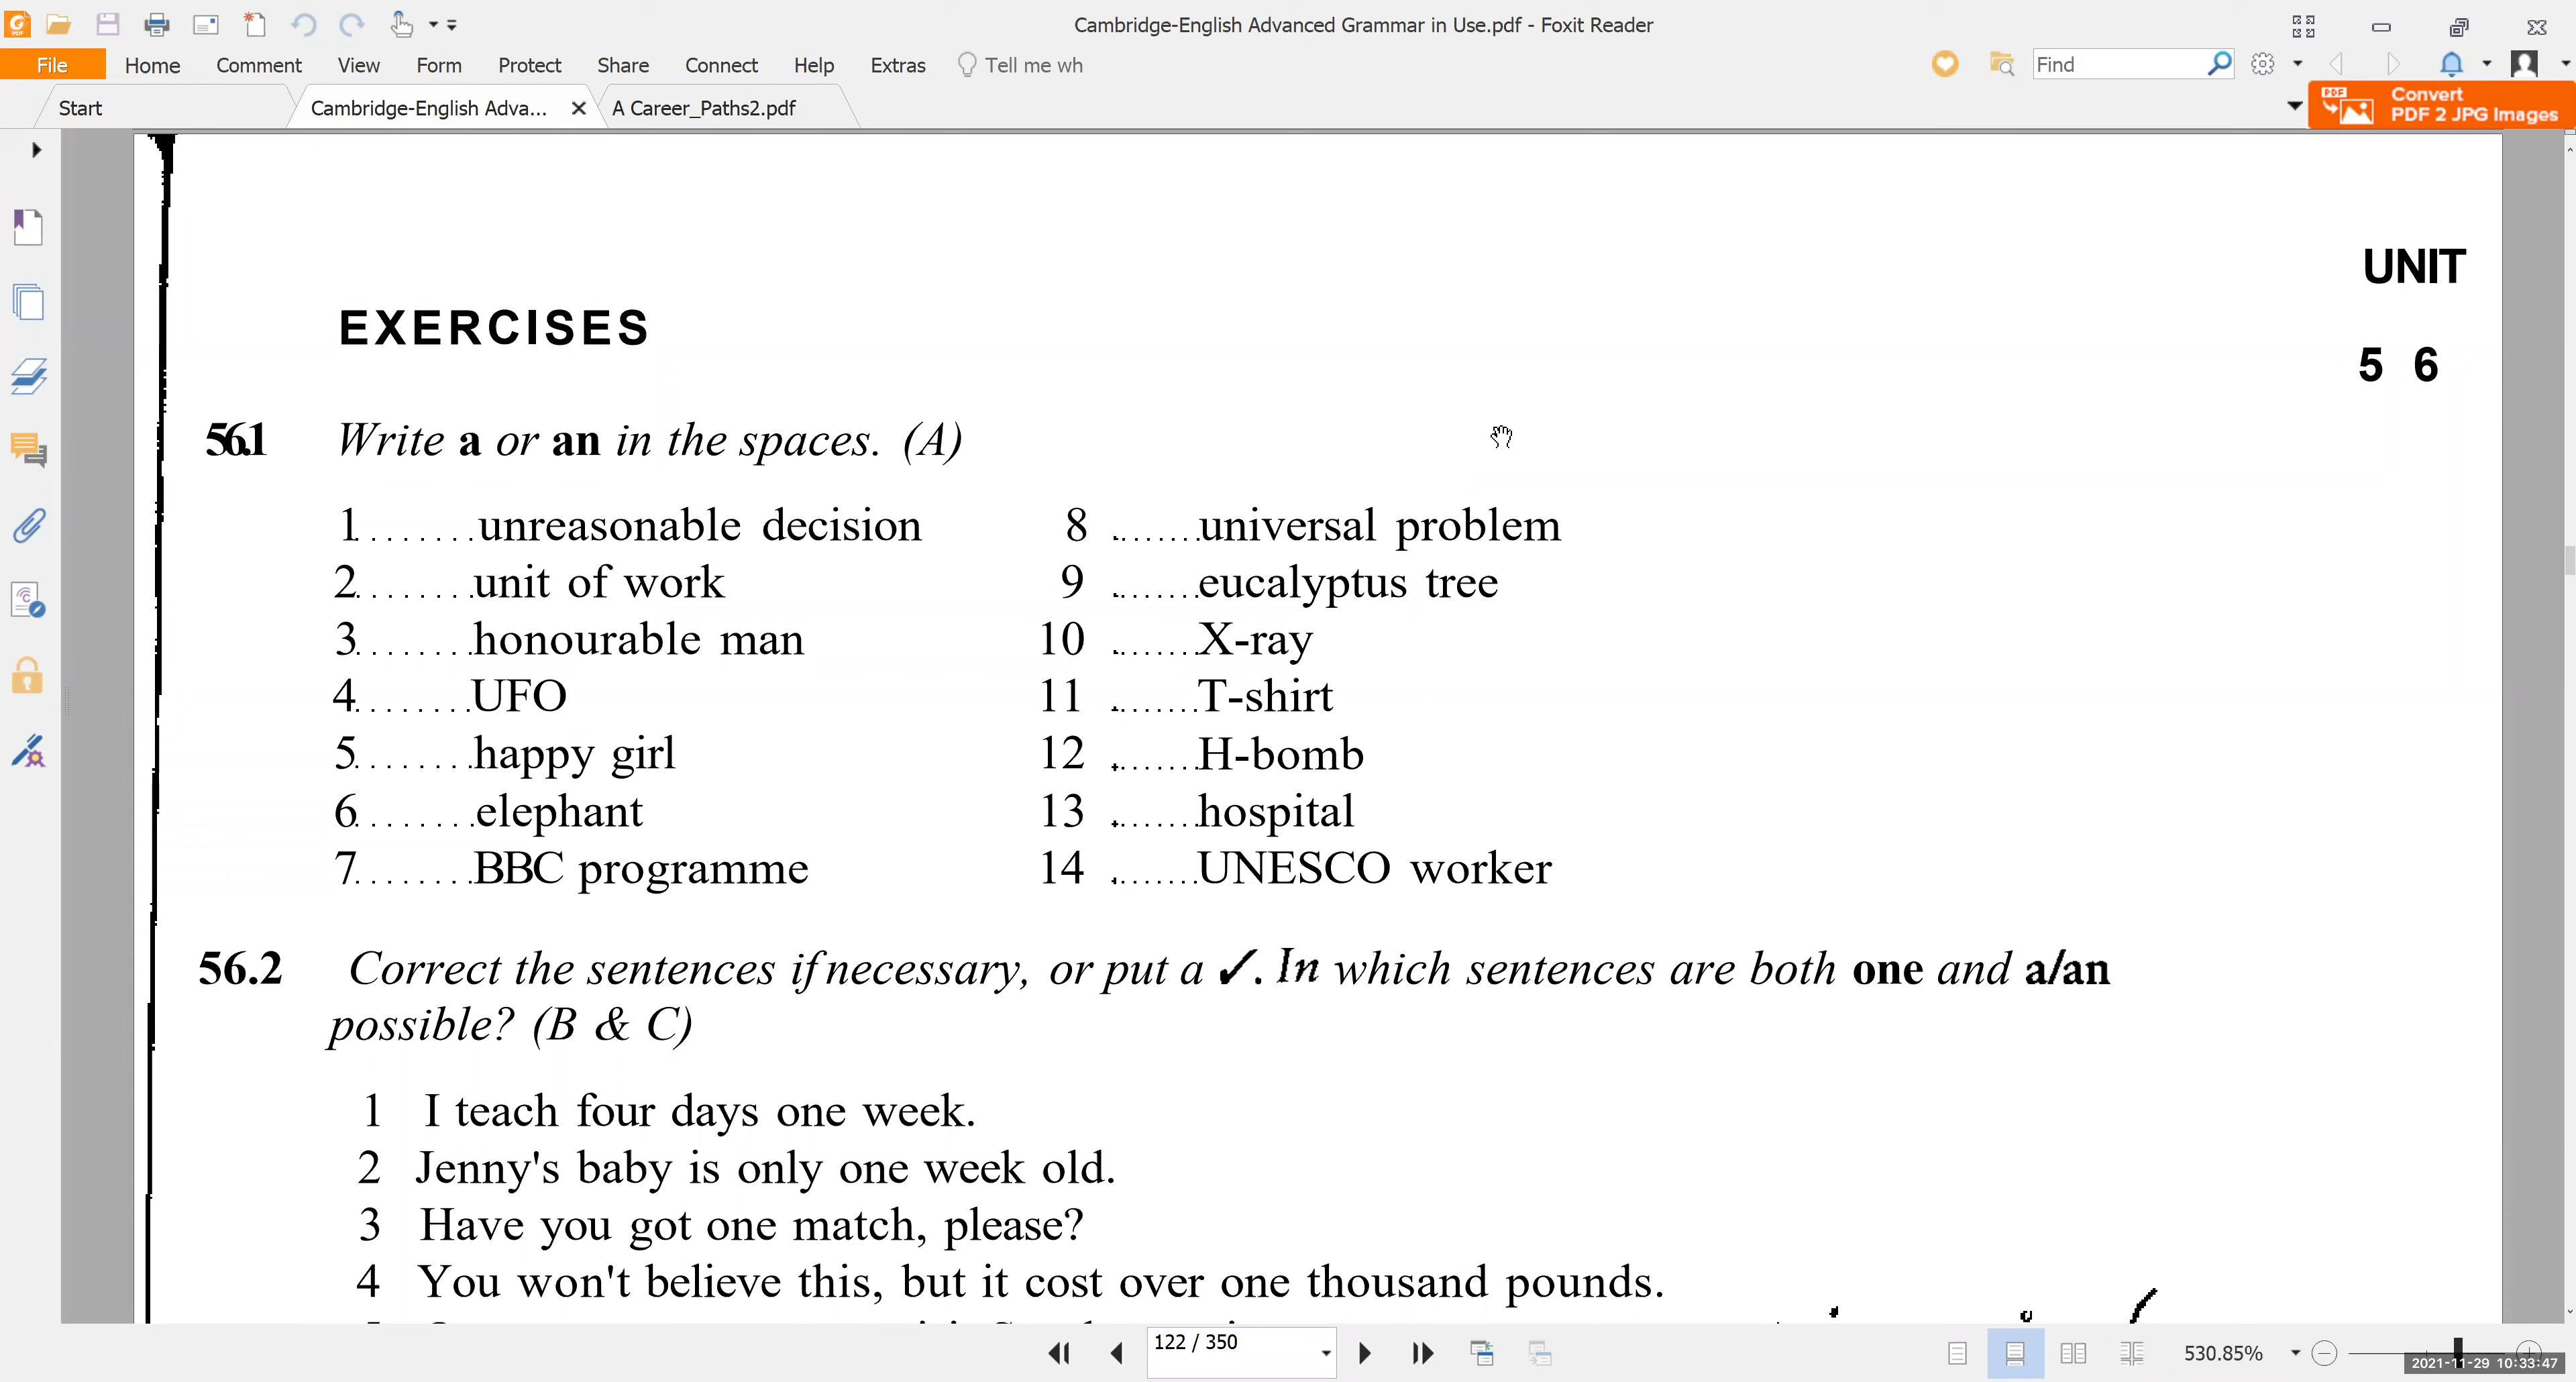 Cambridge-English Advanced Grammar in Use.pdf - Foxit Reader
File Home Comment View Form Protect Share Connect Help Extras Tell me wh Find
Start Cambridge-English Adva... A Career_Paths2.pdf
PDF Convert
PDF 2 JPG Images
UNIT
EXERCISES
5 6
56.1 Write a or an in the spaces. (A)
1........unreasonable decision
2........unit of work
3........honourable man
4........UFO
5........happy girl
6........elephant
7........BBC programme
8 ........universal problem
9 ........eucalyptus tree
10 ........X-ray
11 ........T-shirt
12 ........H-bomb
13 ........hospital
14 ........UNESCO worker
56.2 Correct the sentences if necessary, or put a ✓. In which sentences are both one and a/an
possible? (B & C)
1 I teach four days one week.
2 Jenny's baby is only one week old.
3 Have you got one match, please?
4 You won't believe this, but it cost over one thousand pounds.
122 / 350
530.85%
2021-11-29 10:33:47